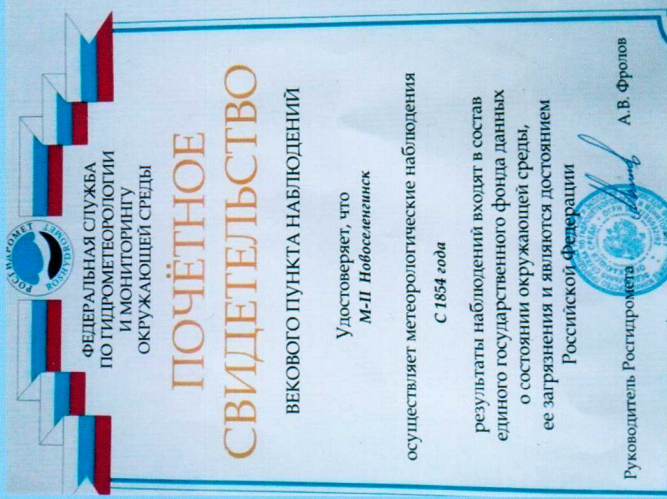 РОСГИДРОМЕТ
ROSHYDROMET
ФЕДЕРАЛЬНАЯ СЛУЖБА
ПО ГИДРОМЕТЕОРОЛОГИИ
И МОНИТОРИНГУ
ОКРУЖАЮЩЕЙ СРЕДЫ
ПОЧЁТНОЕ
СВИДЕТЕЛЬСТВО
ВЕКОВОГО ПУНКТА НАБЛЮДЕНИЙ
Удостоверяет, что
М-II Новоселенгинск
осуществляет метеорологические наблюдения
С 1854 года
результаты наблюдений входят в состав
единого государственного фонда данных
о состоянии окружающей среды,
ее загрязнения и являются достоянием
Российской Федерации
Руководитель Росгидромета А.В. Фролов